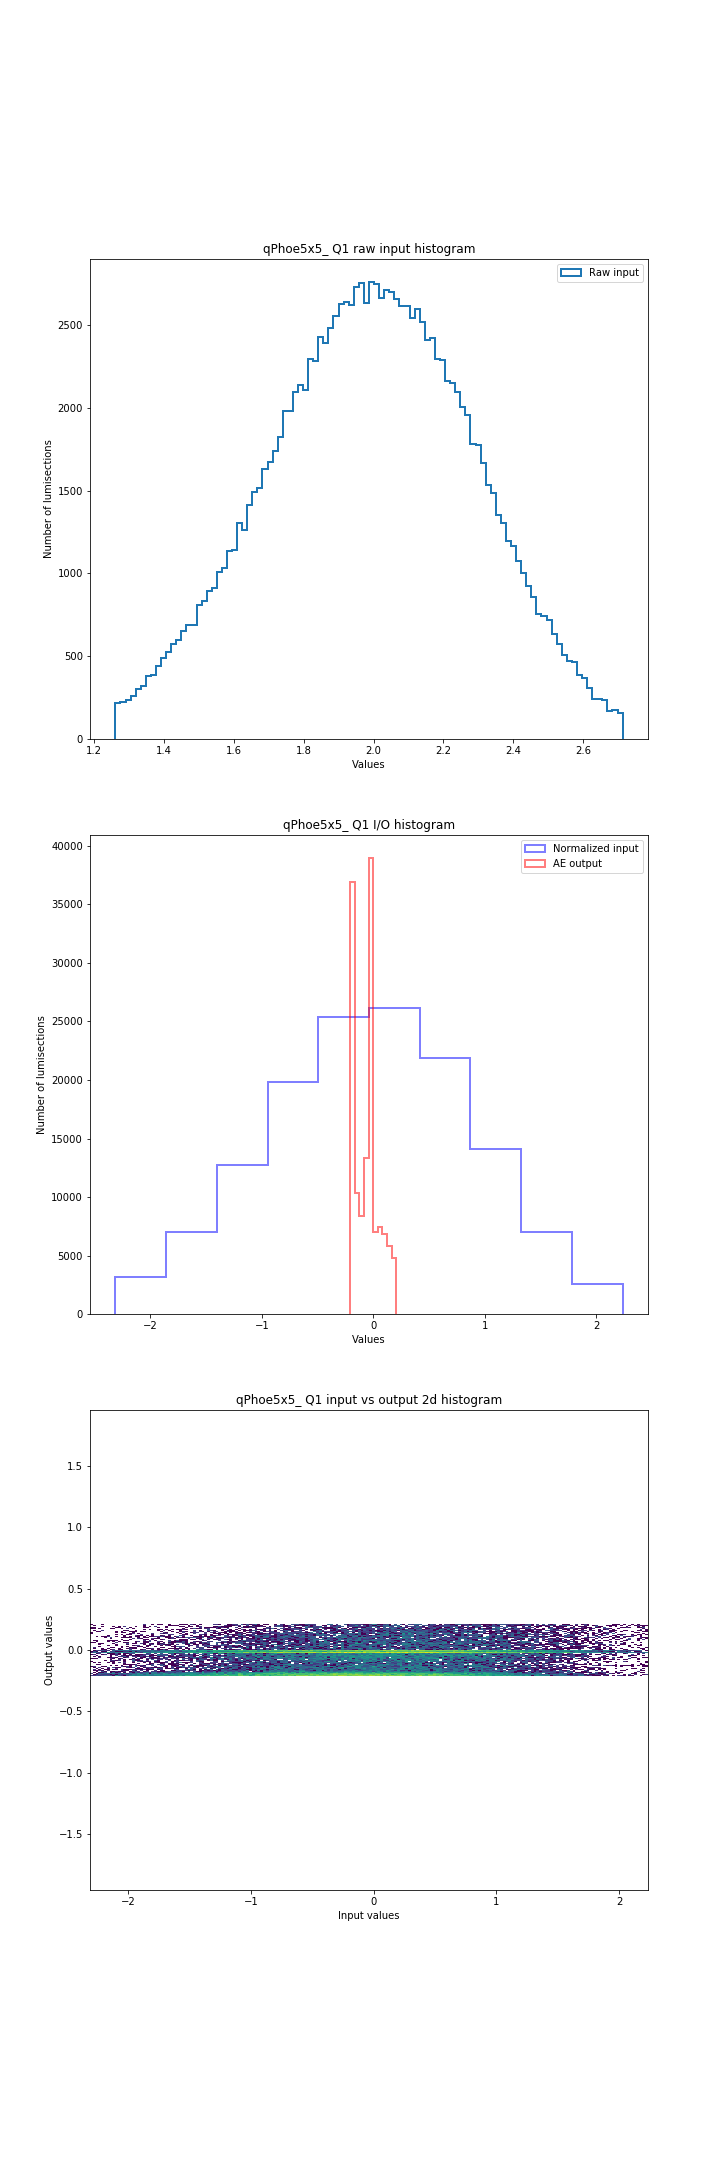 qPhoe5x5_ Q1 raw input histogram
Raw input
2500
2000
1500
1000
500
0
Number of lumisections
1.2 1.4 1.6 1.8 2.0 2.2 2.4 2.6
Values
qPhoe5x5_ Q1 I/O histogram
Normalized input
AE output
40000
35000
30000
25000
20000
15000
10000
5000
0
Number of lumisections
−2 −1 0 1 2
Values
qPhoe5x5_ Q1 input vs output 2d histogram
1.5
1.0
0.5
0.0
−0.5
−1.0
−1.5
Output values
−2 −1 0 1 2
Input values